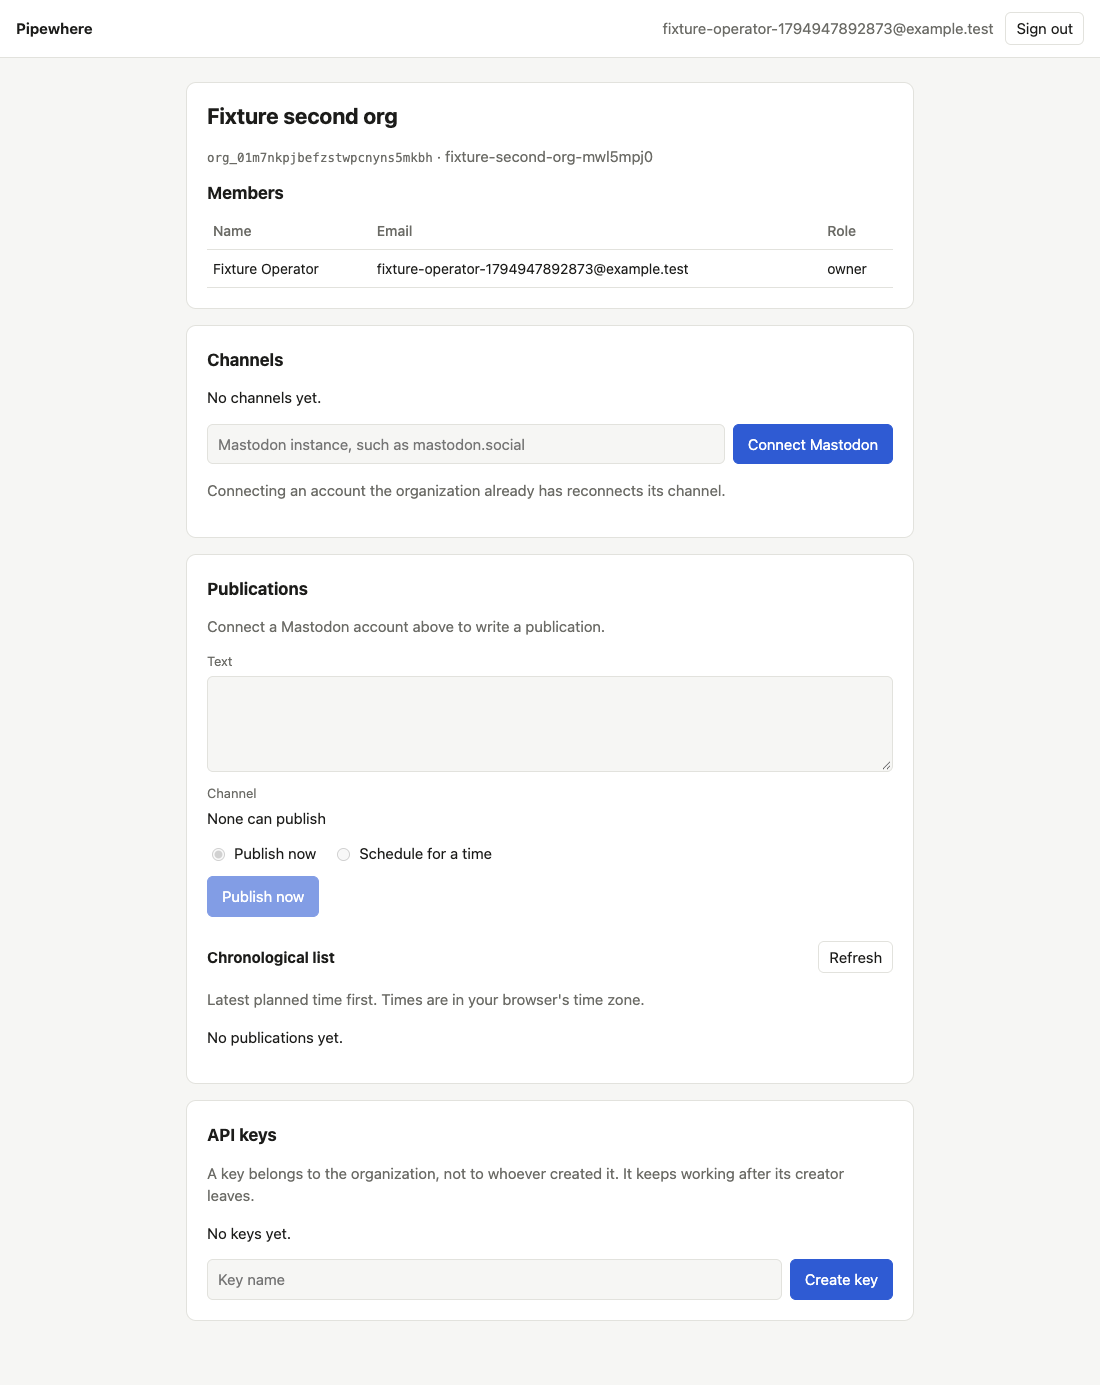 Pipewhere
fixture-operator-1794947892873@example.test
Sign out
Fixture second org
org_01m7nkpjbefzstwpcnyns5mkbh · fixture-second-org-mwl5mpj0
Members
Name Email Role
Fixture Operator fixture-operator-1794947892873@example.test owner
Channels
No channels yet.
Mastodon instance, such as mastodon.social
Connect Mastodon
Connecting an account the organization already has reconnects its channel.
Publications
Connect a Mastodon account above to write a publication.
Text
Channel
None can publish
Publish now Schedule for a time
Publish now
Chronological list
Refresh
Latest planned time first. Times are in your browser's time zone.
No publications yet.
API keys
A key belongs to the organization, not to whoever created it. It keeps working after its creator
leaves.
No keys yet.
Key name
Create key